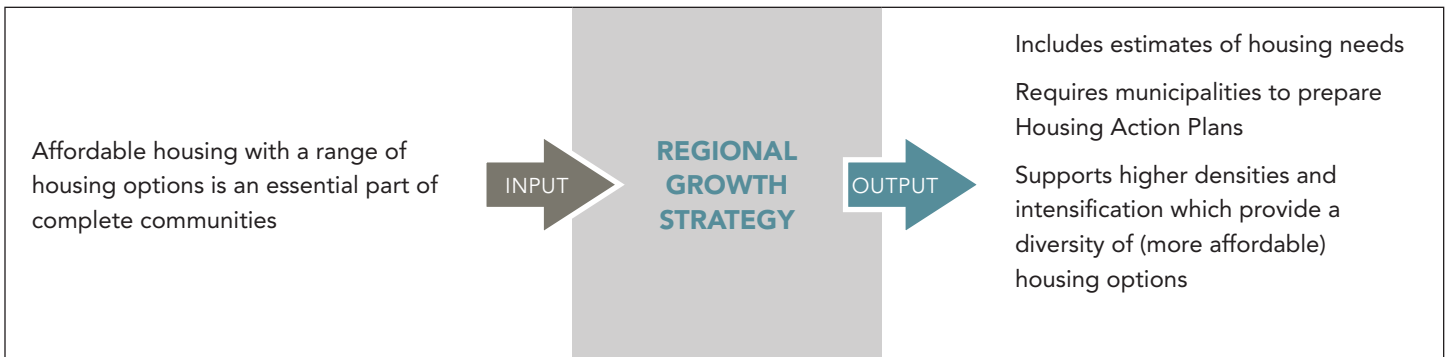 Affordable housing with a range of
housing options is an essential part of
complete communities
INPUT
REGIONAL
GROWTH
STRATEGY
OUTPUT
Includes estimates of housing needs
Requires municipalities to prepare
Housing Action Plans
Supports higher densities and
intensification which provide a
diversity of (more affordable)
housing options